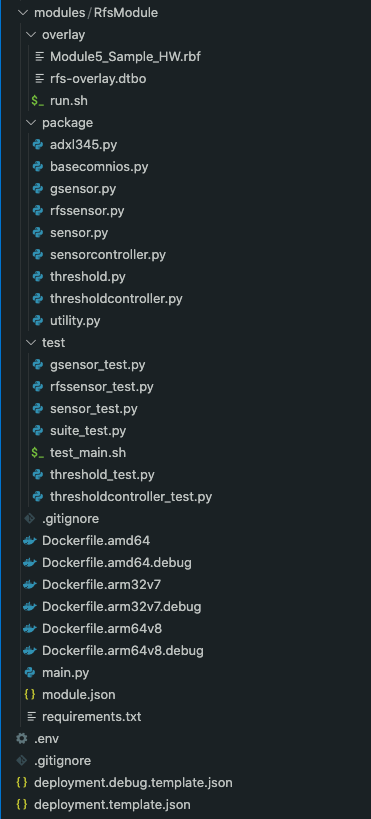 modules / RfsModule
overlay
Module5_Sample_HW.rbf
rfs-overlay.dtbo
$_ run.sh
package
adxl345.py
basecomnios.py
gsensor.py
rfssensor.py
sensor.py
sensorcontroller.py
threshold.py
thresholdcontroller.py
utility.py
test
gsensor_test.py
rfssensor_test.py
sensor_test.py
suite_test.py
$_ test_main.sh
threshold_test.py
thresholdcontroller_test.py
.gitignore
Dockerfile.amd64
Dockerfile.amd64.debug
Dockerfile.arm32v7
Dockerfile.arm32v7.debug
Dockerfile.arm64v8
Dockerfile.arm64v8.debug
main.py
{} module.json
requirements.txt
.env
.gitignore
{} deployment.debug.template.json
{} deployment.template.json